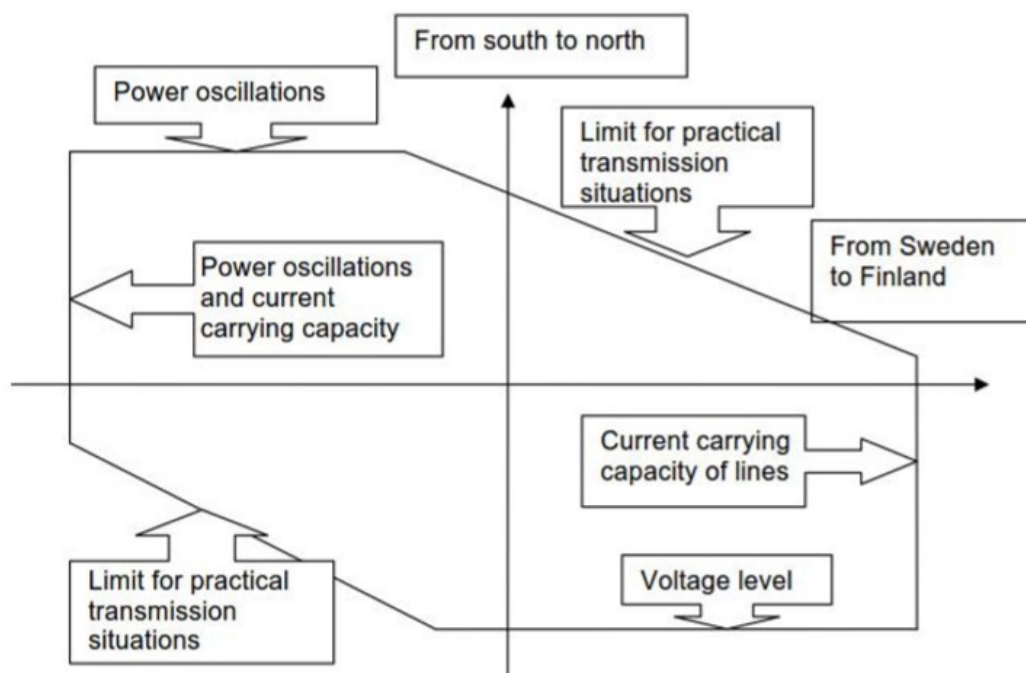 From south to north
Power oscillations
Limit for practical
transmission
situations
From Sweden
to Finland
Power oscillations
and current
carrying capacity
Current carrying
capacity of lines
Voltage level
Limit for practical
transmission
situations